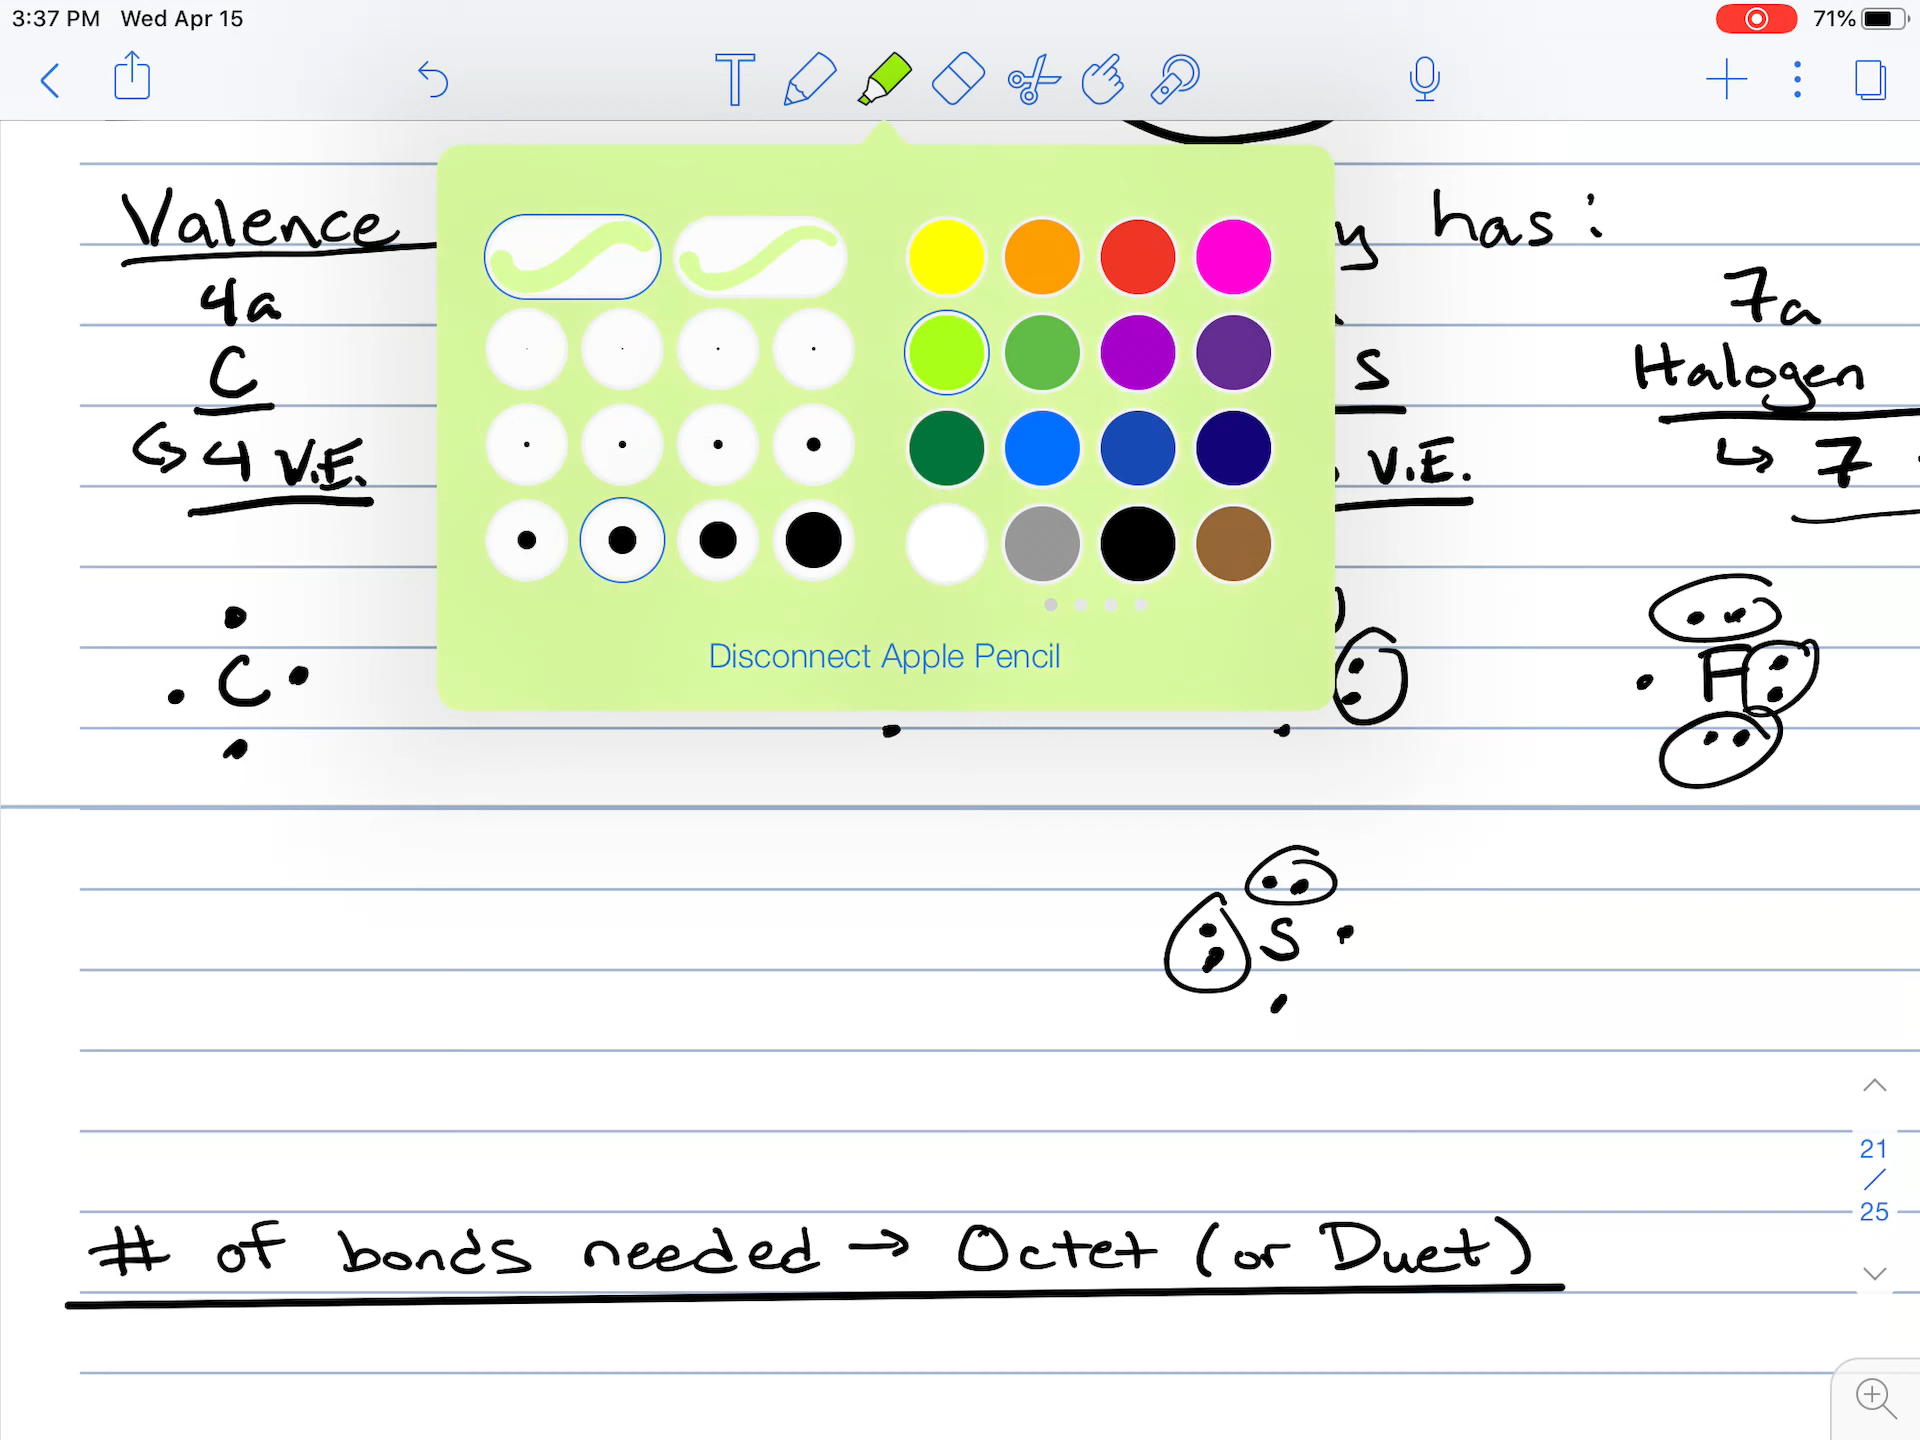 3:37 PM Wed Apr 15 71%
Valence y has:
4a 7a
C S Halogen
↳ 4 V.E. V.E. ↳ 7
Disconnect Apple Pencil
C F
S
21
/
25
# of bonds needed → Octet (or Duet)